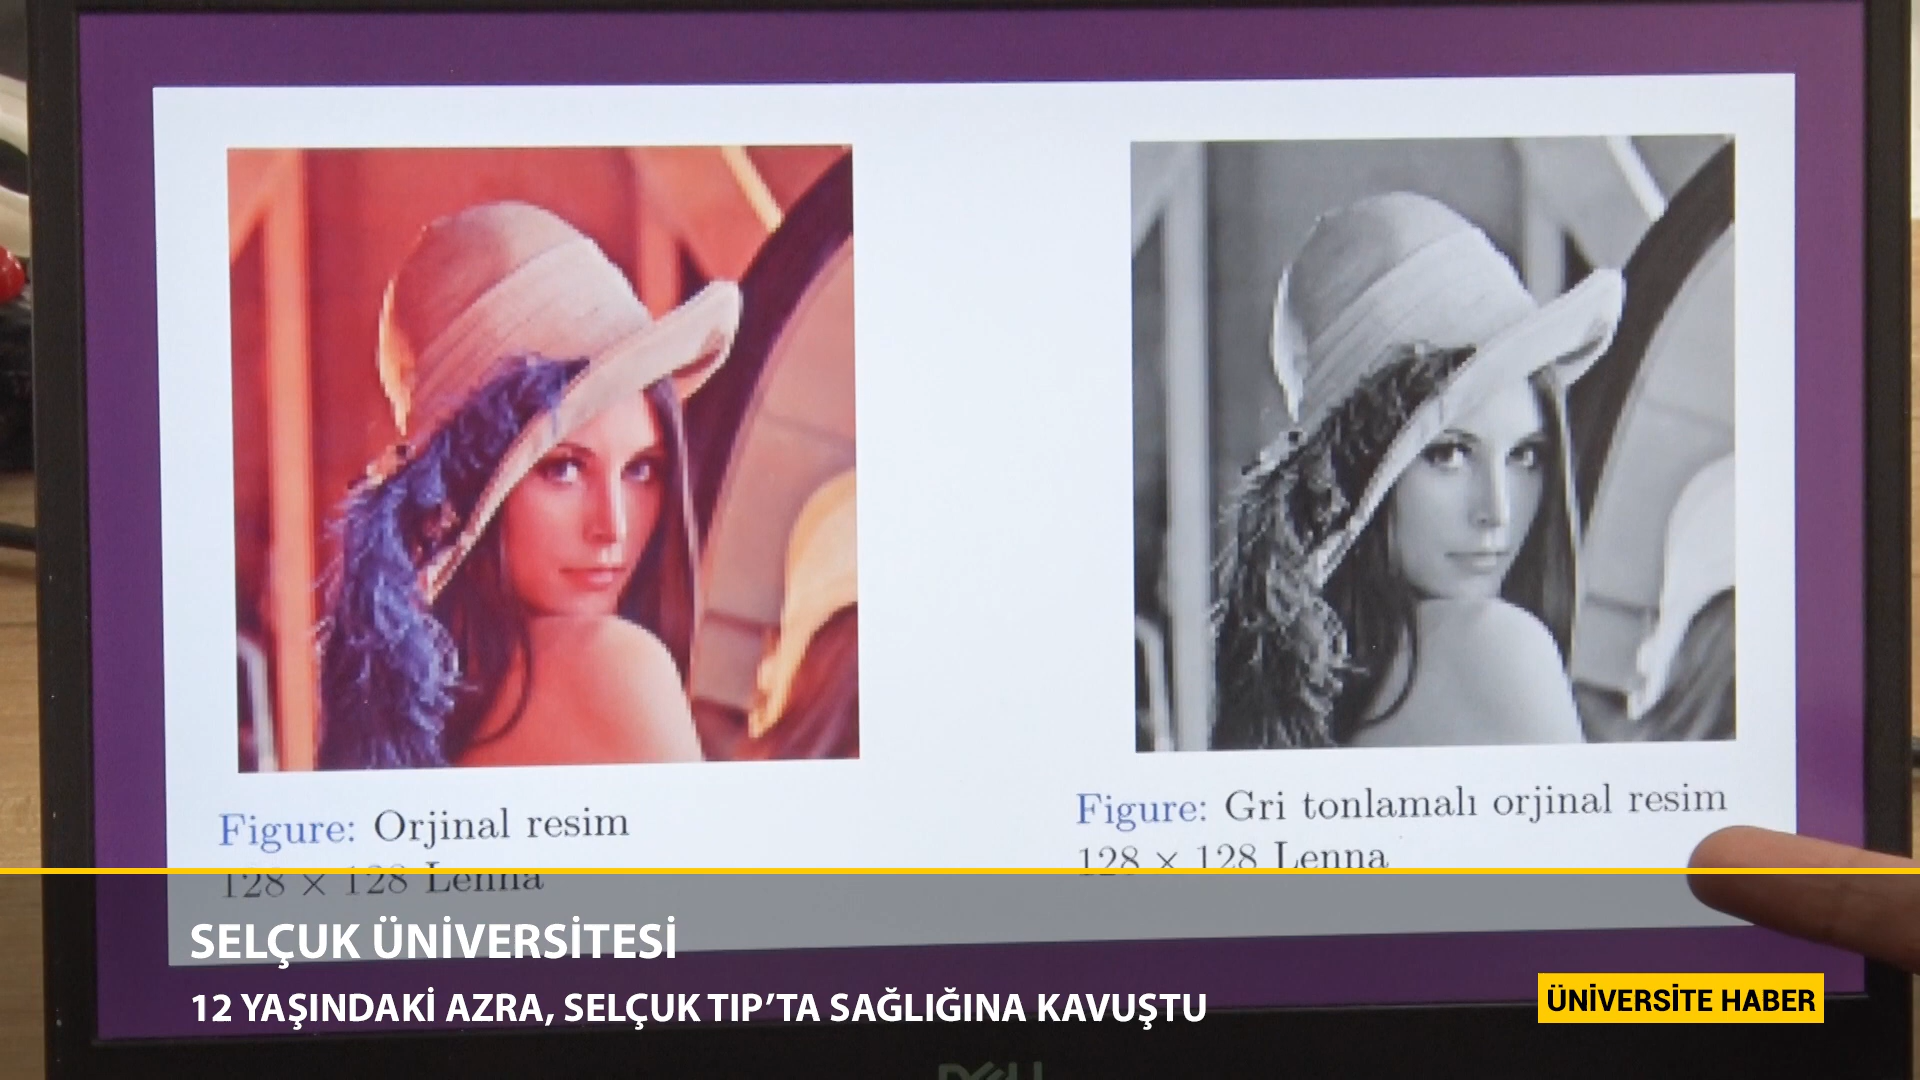 Figure: Orjinal resim
128 × 128 Lenna
Figure: Gri tonlamalı orjinal resim
128 × 128 Lenna
SELÇUK ÜNİVERSİTESİ
12 YAŞINDAKİ AZRA, SELÇUK TIP’TA SAĞLIĞINA KAVUŞTU
ÜNİVERSİTE HABER
DELL